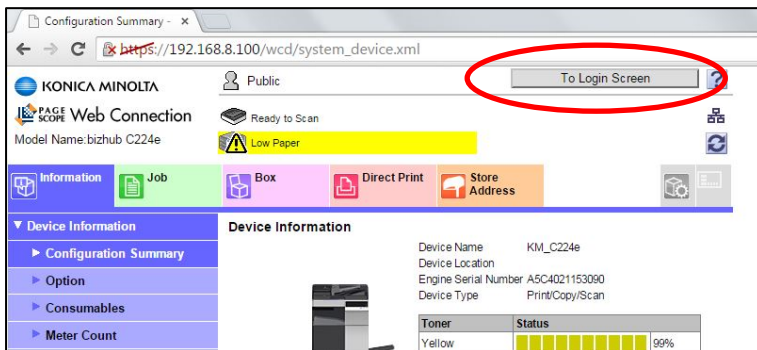 Configuration Summary - ×
https://192.168.8.100/wcd/system_device.xml
KONICA MINOLTA
Public
To Login Screen
?
PAGE SCOPE Web Connection
Ready to Scan
Model Name:bizhub C224e
Low Paper
Information
Job
Box
Direct Print
Store Address
Device Information
Device Information
Configuration Summary
Device Name KM_C224e
Device Location
Option
Engine Serial Number A5C4021153090
Device Type Print/Copy/Scan
Consumables
Toner Status
Meter Count
Yellow 99%